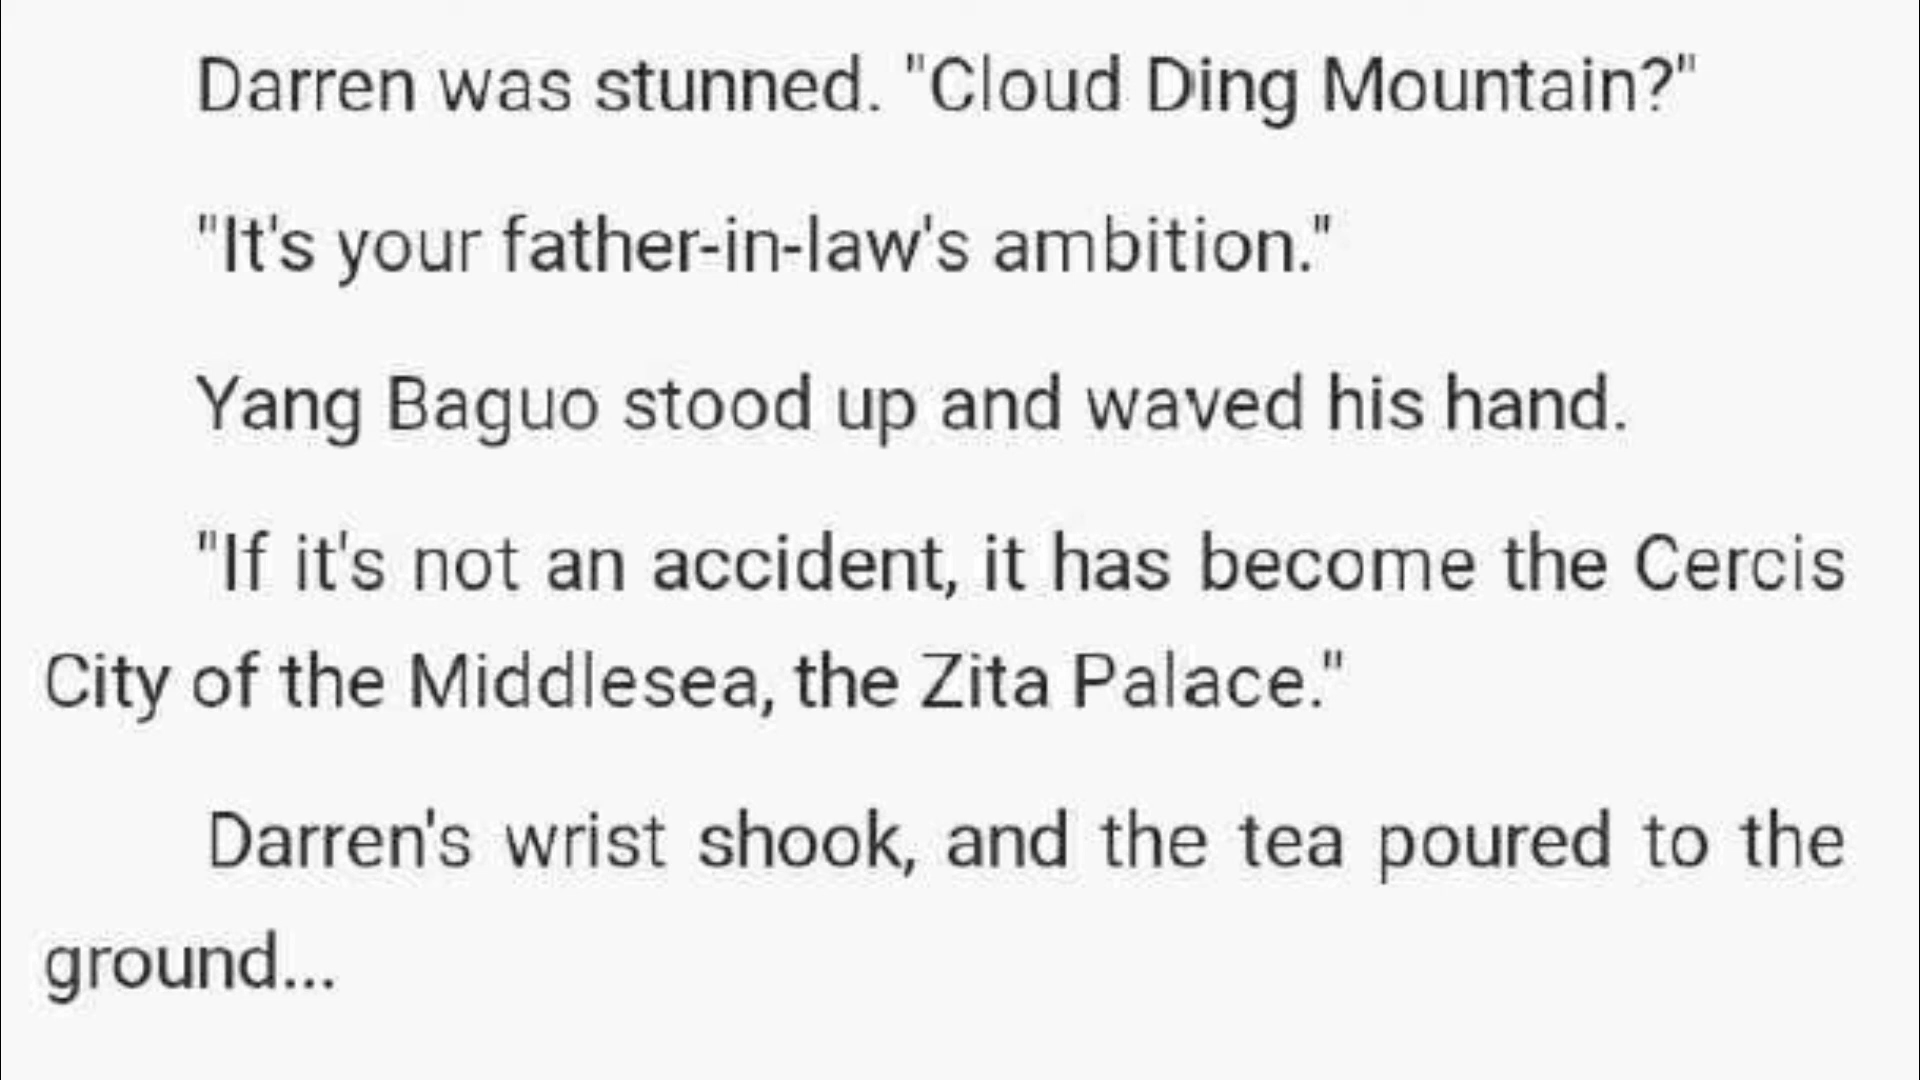 Darren was stunned. "Cloud Ding Mountain?"
"It's your father-in-law's ambition."
Yang Baguo stood up and waved his hand.
"If it's not an accident, it has become the Cercis
City of the Middlesea, the Zita Palace."
Darren's wrist shook, and the tea poured to the
ground...